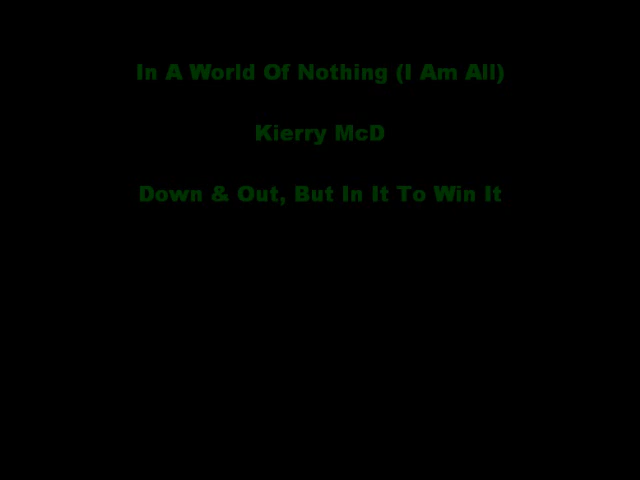 In A World Of Nothing (I Am All)
Kierry McD
Down & Out, But In It To Win It